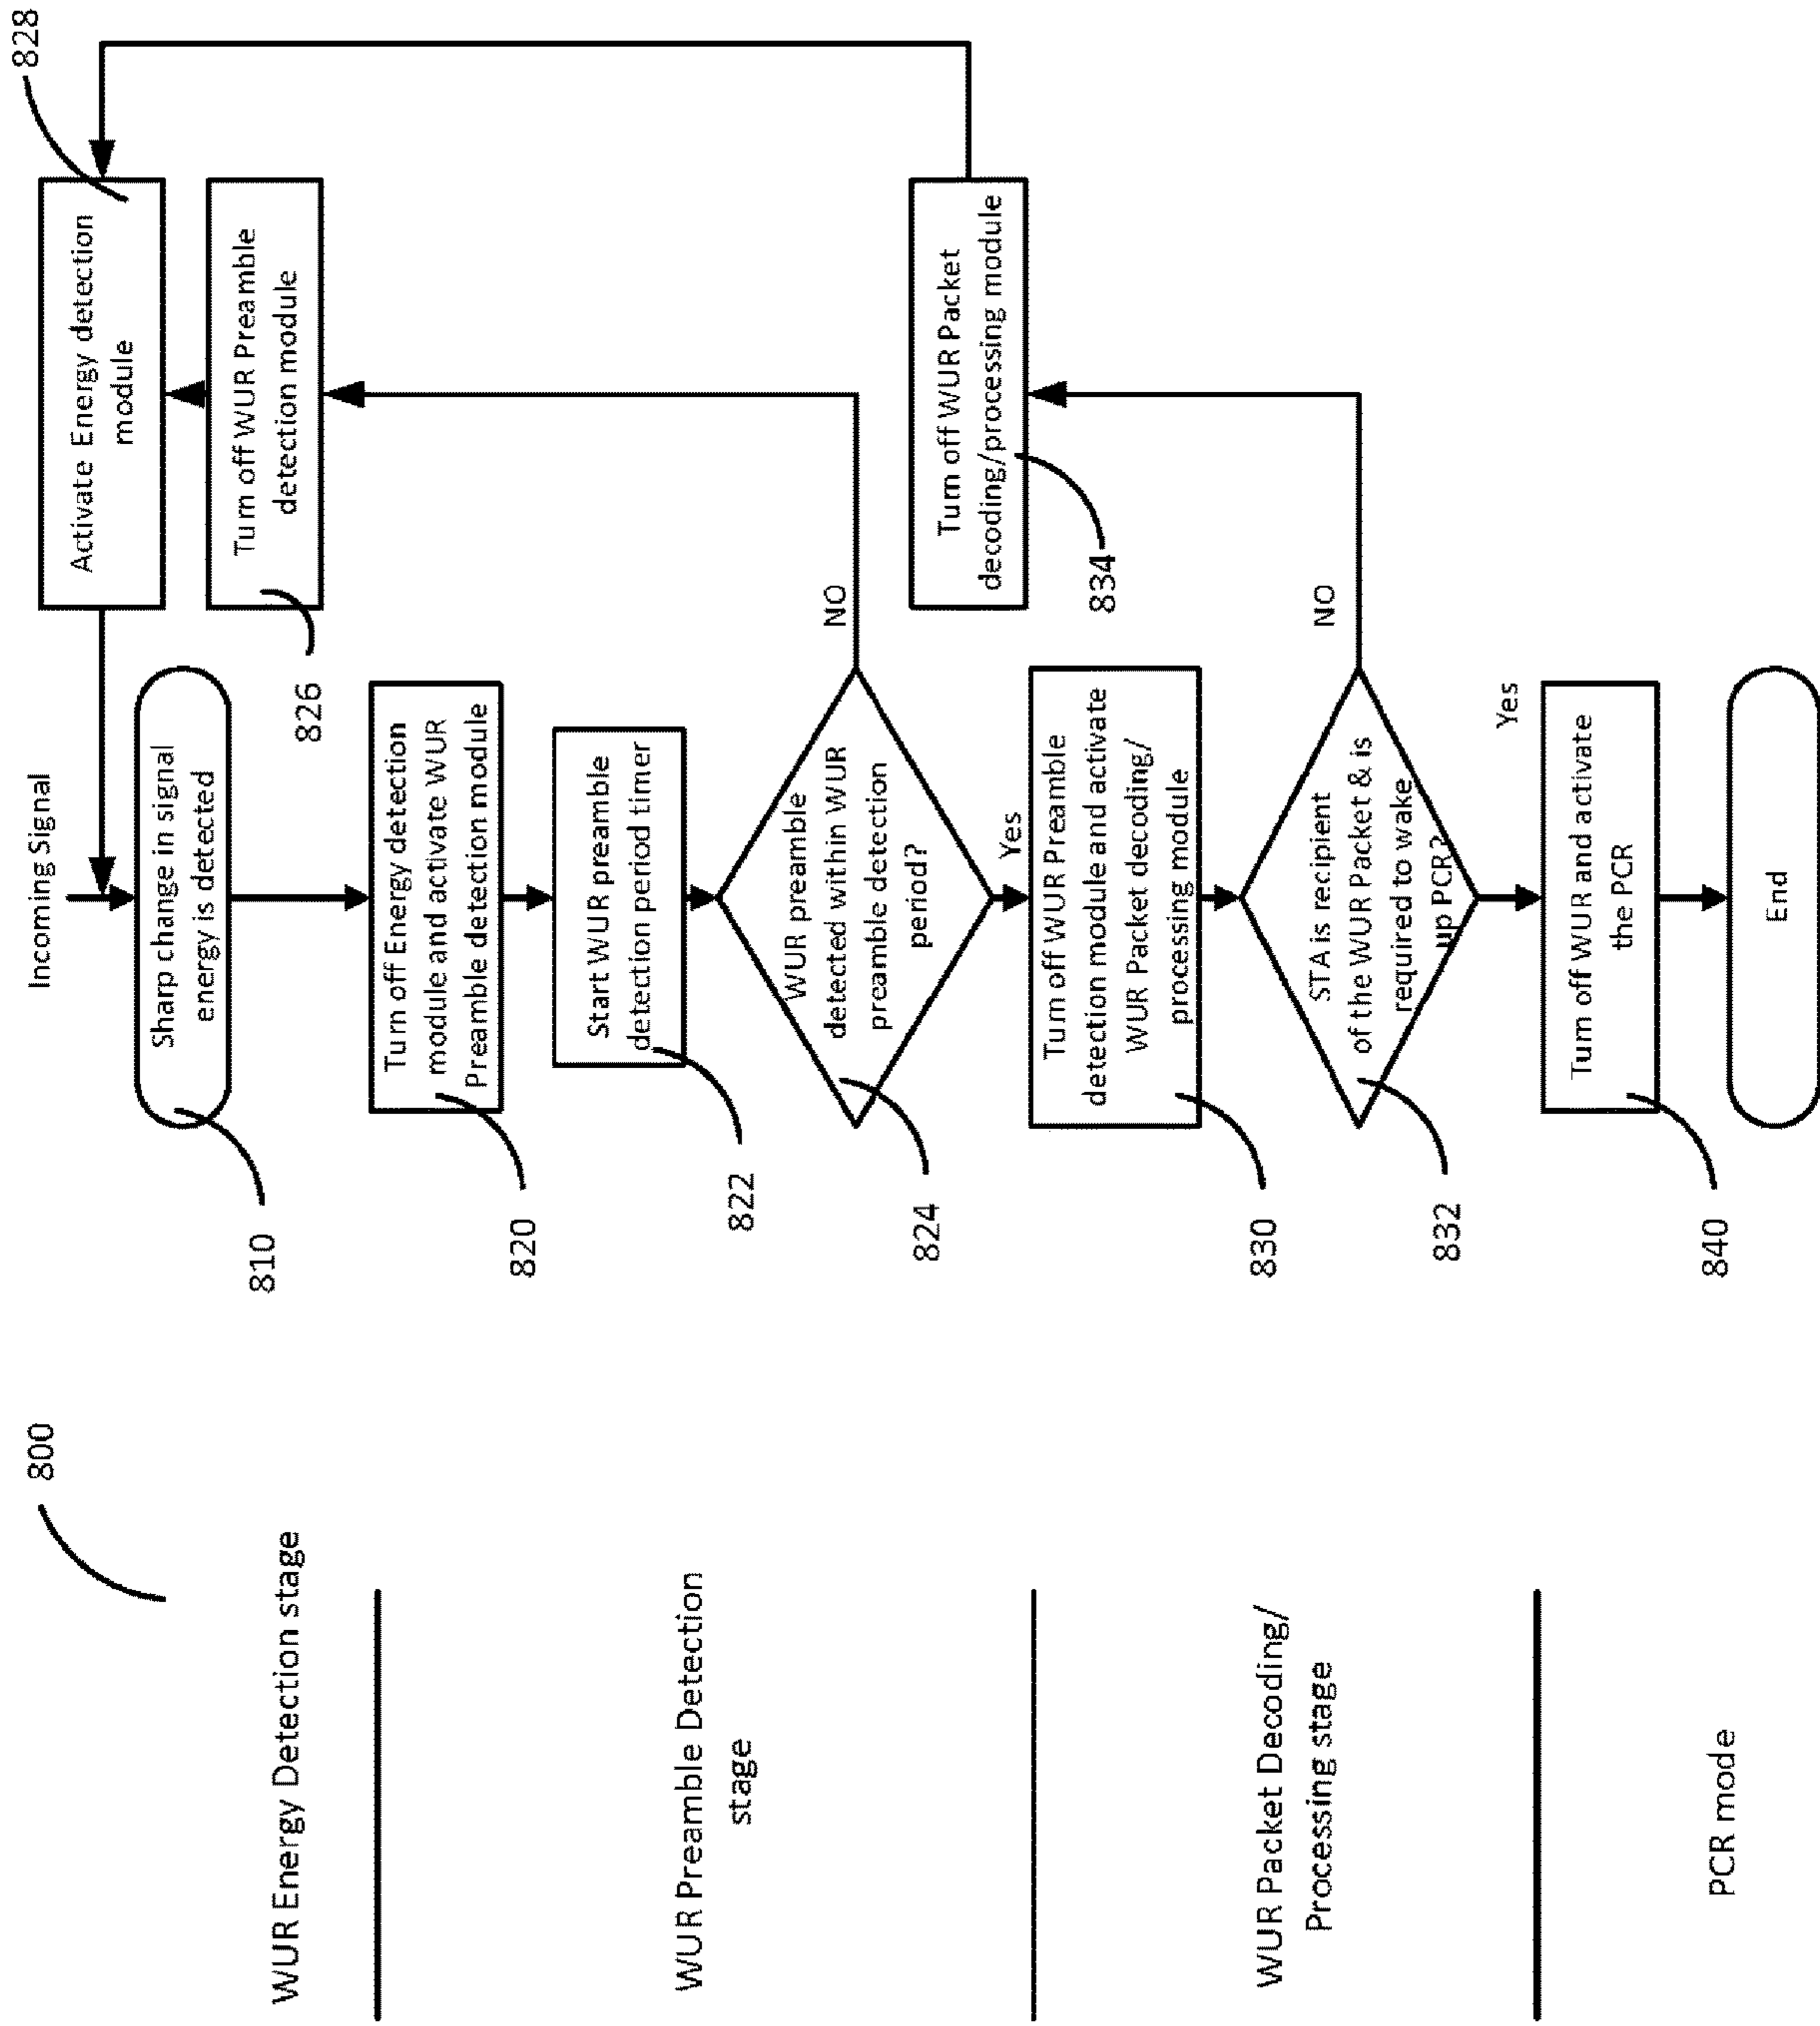 800
WUR Energy Detection stage
WUR Preamble Detection
stage
WUR Packet Decoding/
Processing stage
PCR mode
Incoming Signal
Sharp change in signal
energy is detected
810
Turn off Energy detection
module and activate WUR
Preamble detection module
820
Start WUR preamble
detection period timer
822
WUR preamble
detected within WUR
preamble detection
period?
824
NO
Yes
Turn off WUR Preamble
detection module and activate
WUR Packet decoding/
processing module
830
STA is recipient
of the WUR Packet & is
required to wake
up PCR?
832
NO
Yes
Turn off WUR and activate
the PCR
840
End
Activate Energy detection
module
828
Turn off WUR Preamble
detection module
826
Turn off WUR Packet
decoding/processing module
834